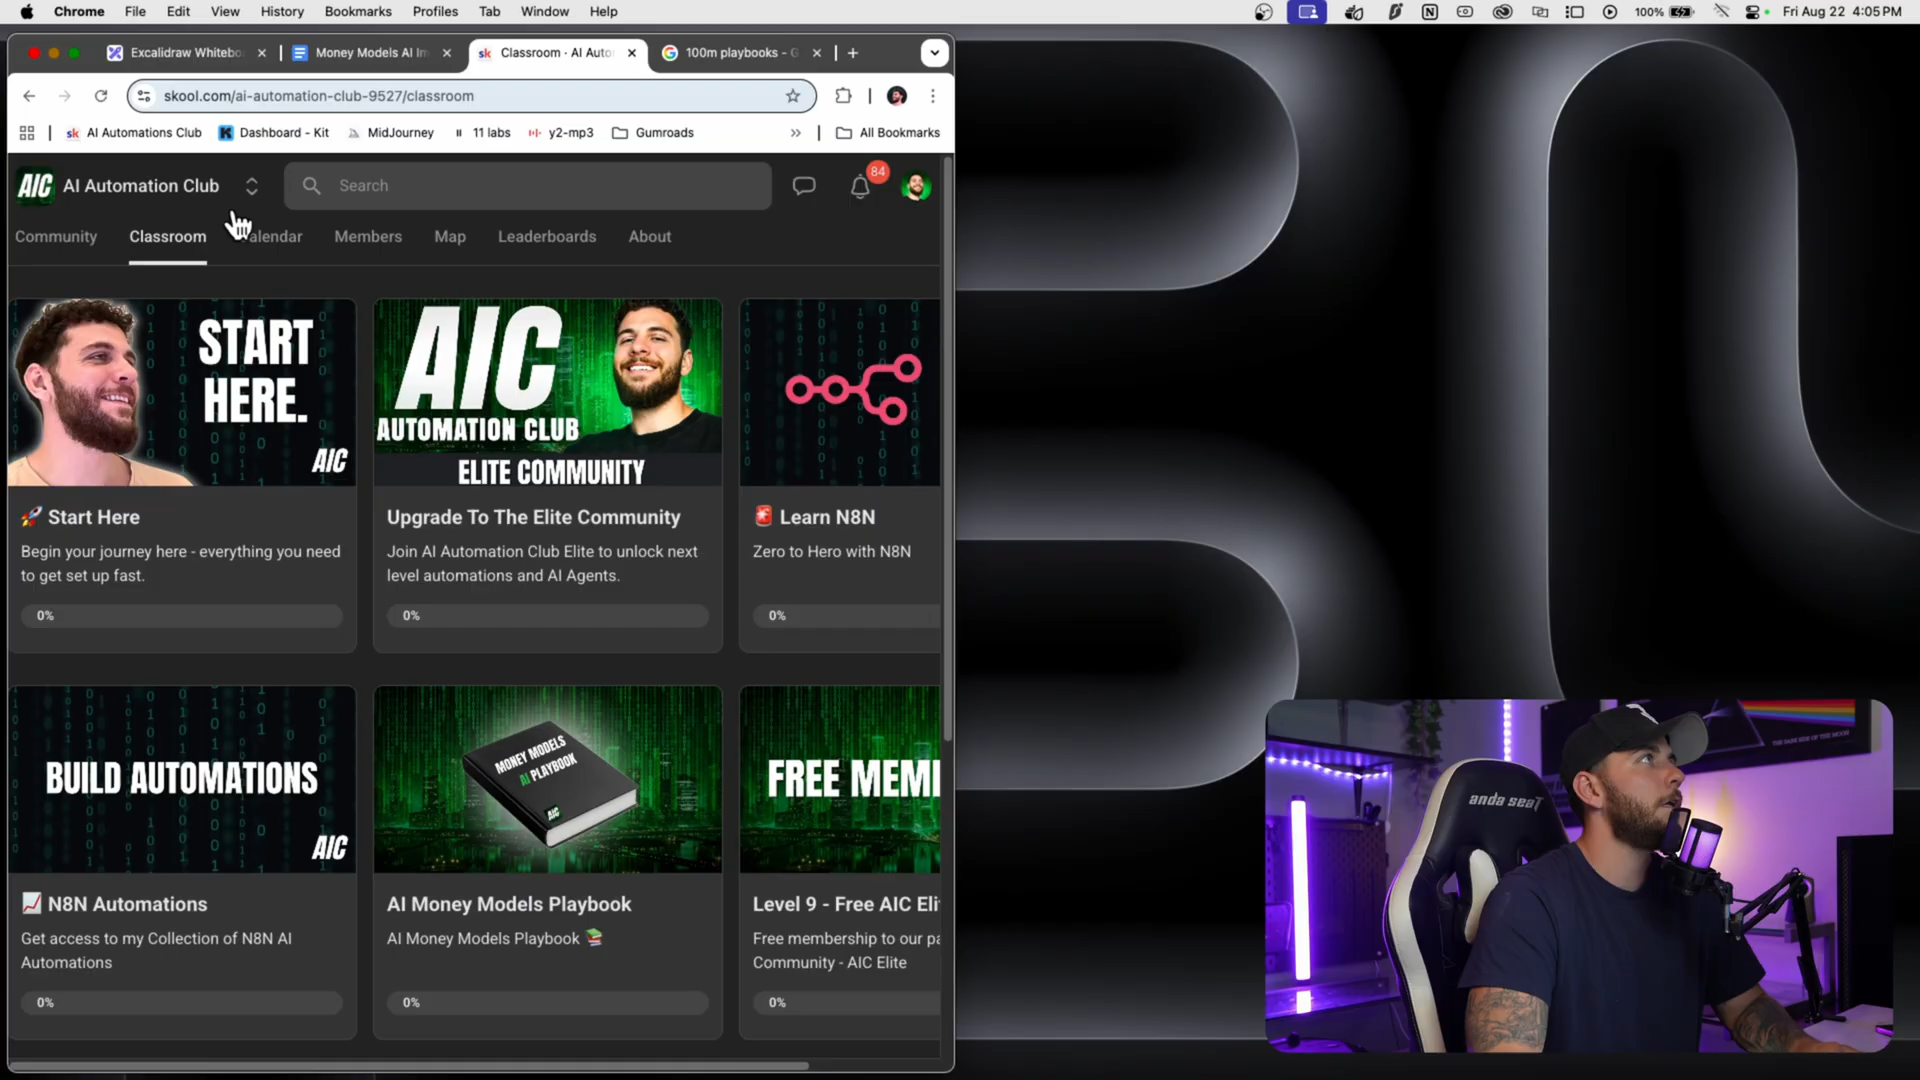 Chrome File Edit View History Bookmarks Profiles Tab Window Help
100% Fri Aug 22 4:05 PM
Excalidraw Whitebo
Money Models AI Im
Classroom · AI Auto
100m playbooks - G
skool.com/ai-automation-club-9527/classroom
AI Automations Club
Dashboard - Kit
MidJourney
11 labs
y2-mp3
Gumroads
All Bookmarks
AIC AI Automation Club
Search
84
Community
Classroom
alendar
Members
Map
Leaderboards
About
START
HERE.
AIC
🚀 Start Here
Begin your journey here - everything you need
to get set up fast.
0%
AIC
AUTOMATION CLUB
ELITE COMMUNITY
Upgrade To The Elite Community
Join AI Automation Club Elite to unlock next
level automations and AI Agents.
0%
🚨 Learn N8N
Zero to Hero with N8N
0%
BUILD AUTOMATIONS
AIC
📈 N8N Automations
Get access to my Collection of N8N AI
Automations
0%
MONEY MODELS
AI PLAYBOOK
AIC
AI Money Models Playbook
AI Money Models Playbook 📚
0%
FREE MEM
Level 9 - Free AIC Eli
Free membership to our pa
Community - AIC Elite
0%
anda seaT
THE DARK SIDE OF THE MOON